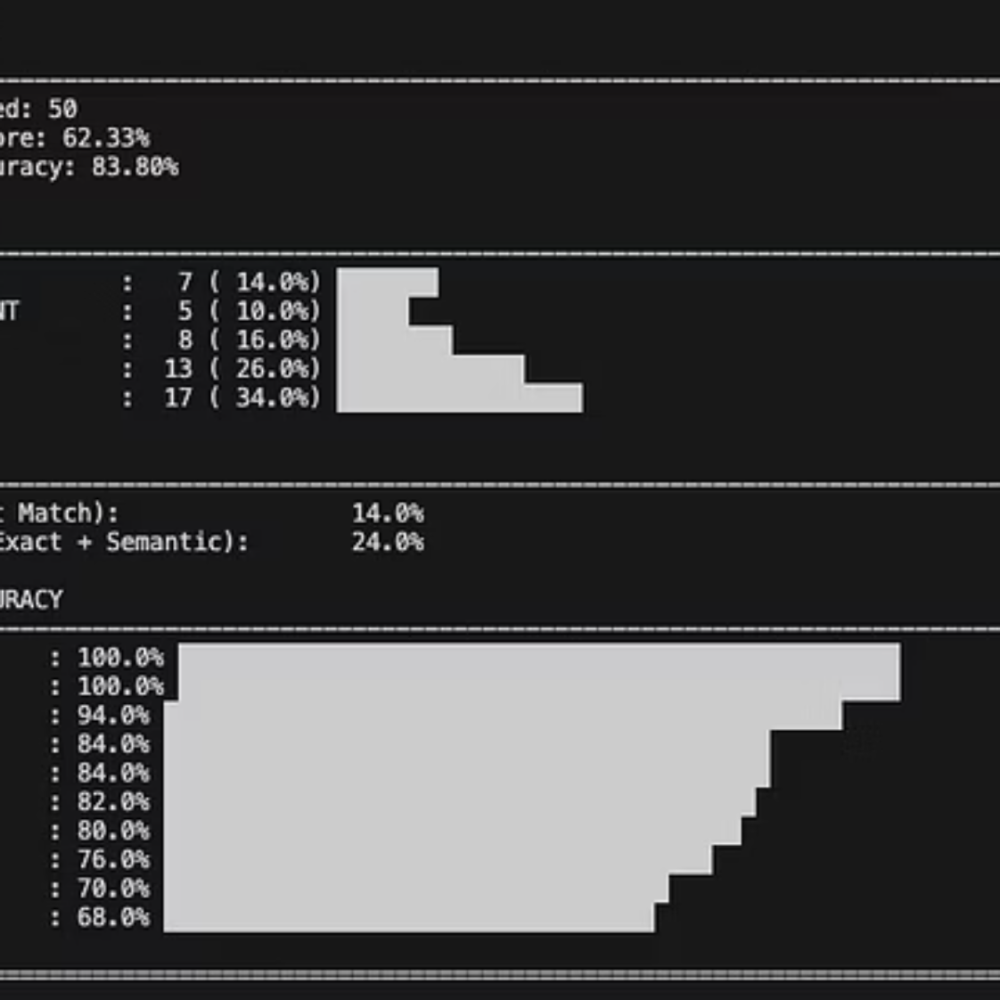 ed: 50
ore: 62.33%
uracy: 83.80%
: 7 ( 14.0%)
NT : 5 ( 10.0%)
: 8 ( 16.0%)
: 13 ( 26.0%)
: 17 ( 34.0%)
t Match): 14.0%
Exact + Semantic): 24.0%
URACY
: 100.0%
: 100.0%
: 94.0%
: 84.0%
: 84.0%
: 82.0%
: 80.0%
: 76.0%
: 70.0%
: 68.0%